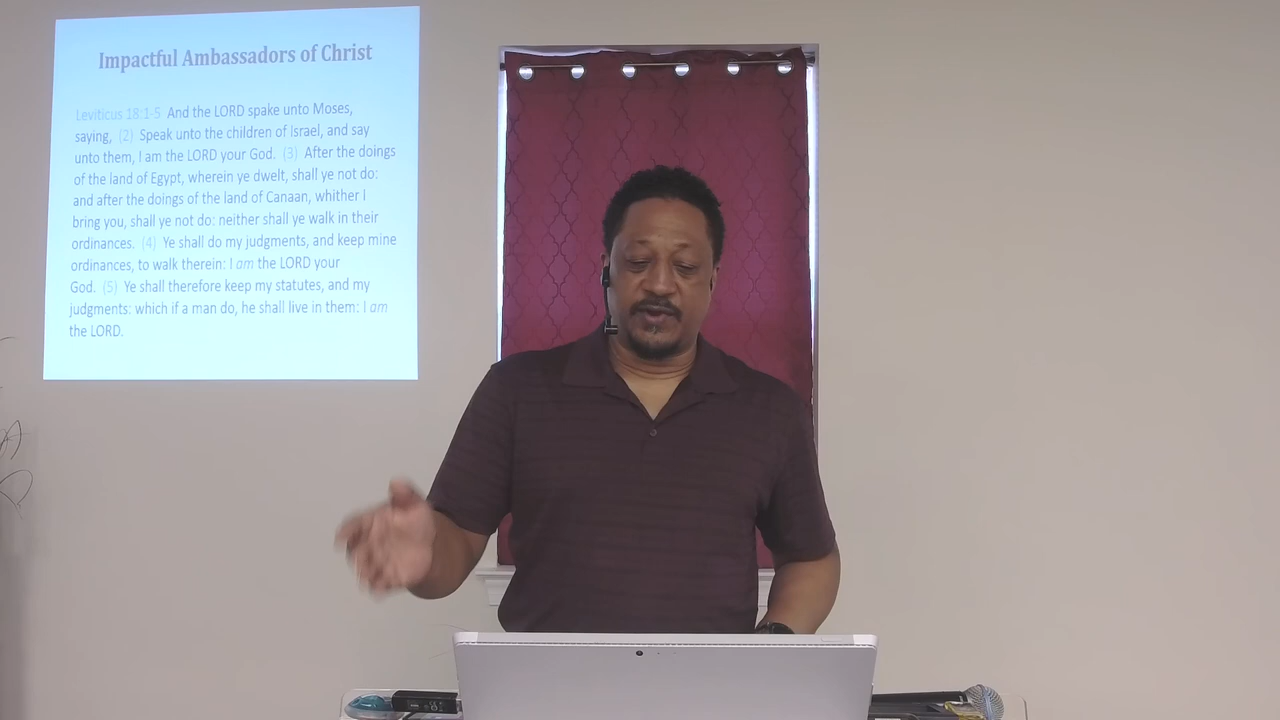 Impactful Ambassadors of Christ
Leviticus 18:1-5 And the LORD spake unto Moses,
saying, (2) Speak unto the children of Israel, and say
unto them, I am the LORD your God. (3) After the doings
of the land of Egypt, wherein ye dwelt, shall ye not do:
and after the doings of the land of Canaan, whither I
bring you, shall ye not do: neither shall ye walk in their
ordinances. (4) Ye shall do my judgments, and keep mine
ordinances, to walk therein: I am the LORD your
God. (5) Ye shall therefore keep my statutes, and my
judgments: which if a man do, he shall live in them: I am
the LORD.